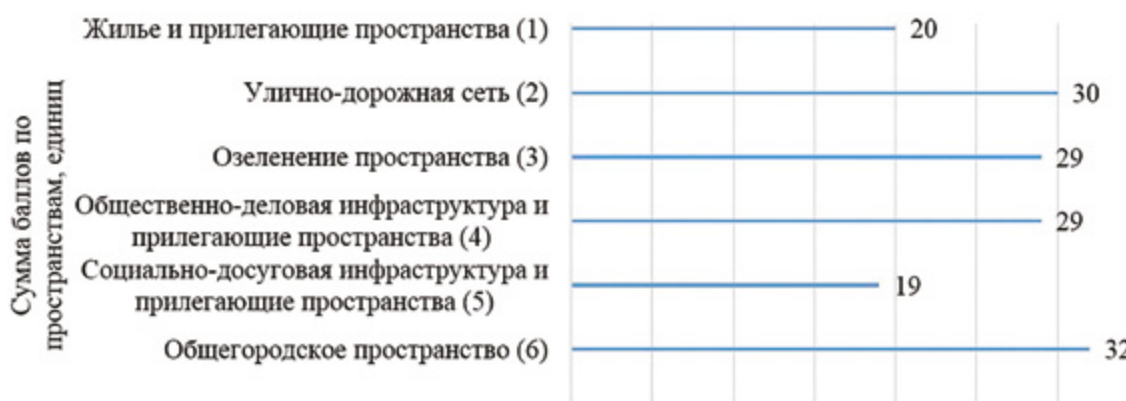 Сумма баллов по
пространствам, единиц
Жилье и прилегающие пространства (1)
20
Улично-дорожная сеть (2)
30
Озеленение пространства (3)
29
Общественно-деловая инфраструктура и
прилегающие пространства (4)
29
Социально-досуговая инфраструктура и
прилегающие пространства (5)
19
Общегородское пространство (6)
32